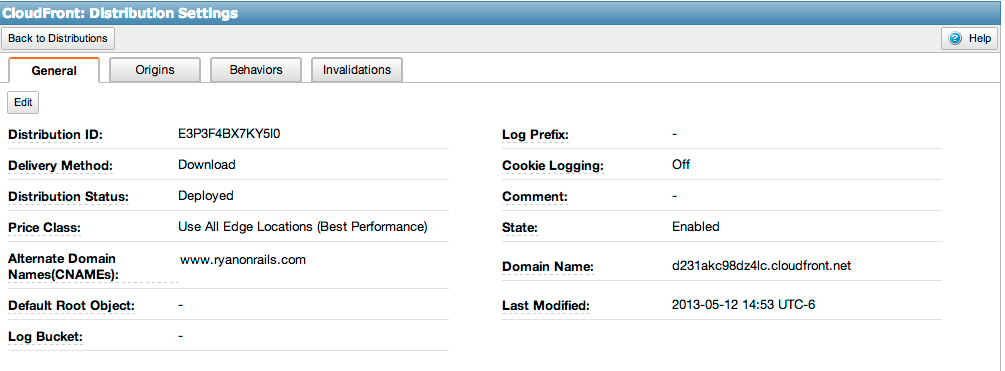 CloudFront: Distribution Settings
Back to Distributions
Help
General
Origins
Behaviors
Invalidations
Edit
Distribution ID: E3P3F4BX7KY5I0
Delivery Method: Download
Distribution Status: Deployed
Price Class: Use All Edge Locations (Best Performance)
Alternate Domain
Names(CNAMEs): www.ryanonrails.com
Default Root Object: -
Log Bucket: -
Log Prefix: -
Cookie Logging: Off
Comment: -
State: Enabled
Domain Name: d231akc98dz4lc.cloudfront.net
Last Modified: 2013-05-12 14:53 UTC-6